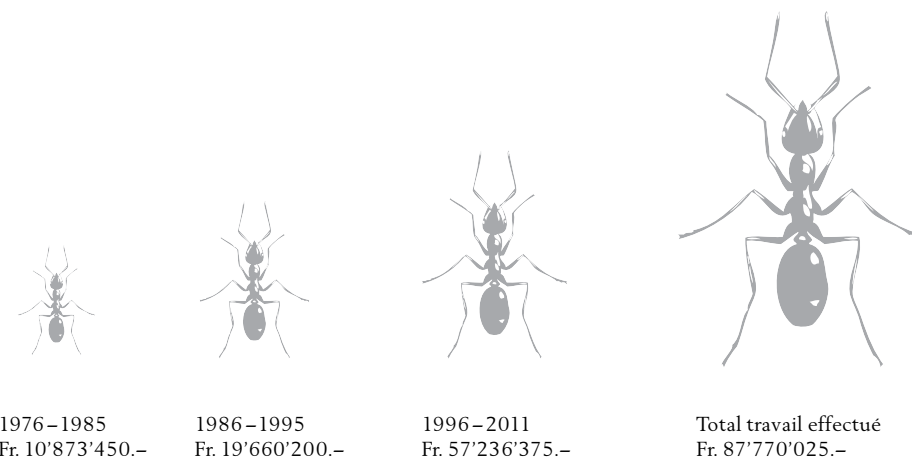 1976–1985
Fr. 10’873’450.–
1986–1995
Fr. 19’660’200.–
1996–2011
Fr. 57’236’375.–
Total travail effectué
Fr. 87’770’025.–